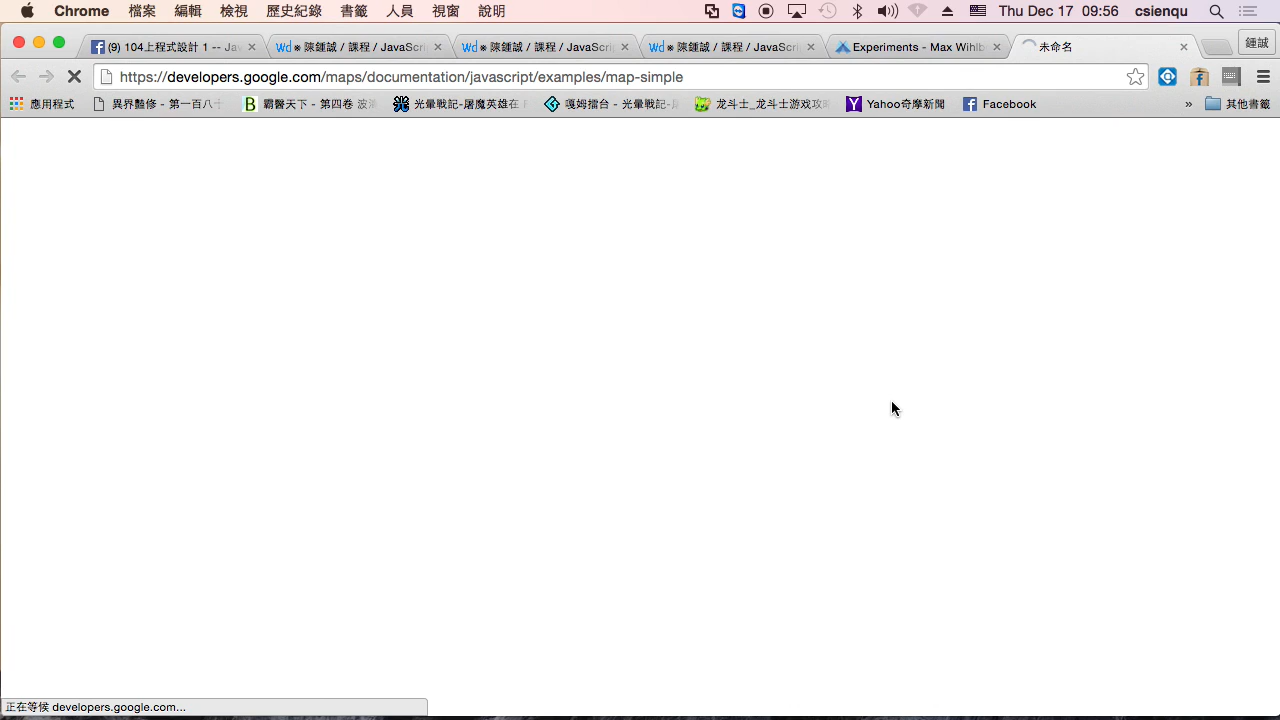 Chrome 檔案 編輯 檢視 歷史紀錄 書籤 人員 視窗 說明 Thu Dec 17 09:56 csienqu
(9) 104上程式設計 1 -- Ja
※ 陳鍾誠 / 課程 / JavaScri
※ 陳鍾誠 / 課程 / JavaScri
※ 陳鍾誠 / 課程 / JavaScri
Experiments - Max Wihlb
未命名
鍾誠
https://developers.google.com/maps/documentation/javascript/examples/map-simple
應用程式 異界醫修 - 第一百八十 霸醫天下 - 第四卷 光暈戰記-屠魔英雄在 嘎姆擂台 - 光暈戰記- 龙斗士_龙斗士游戏攻 Yahoo奇摩新聞 Facebook » 其他書籤
正在等候 developers.google.com...